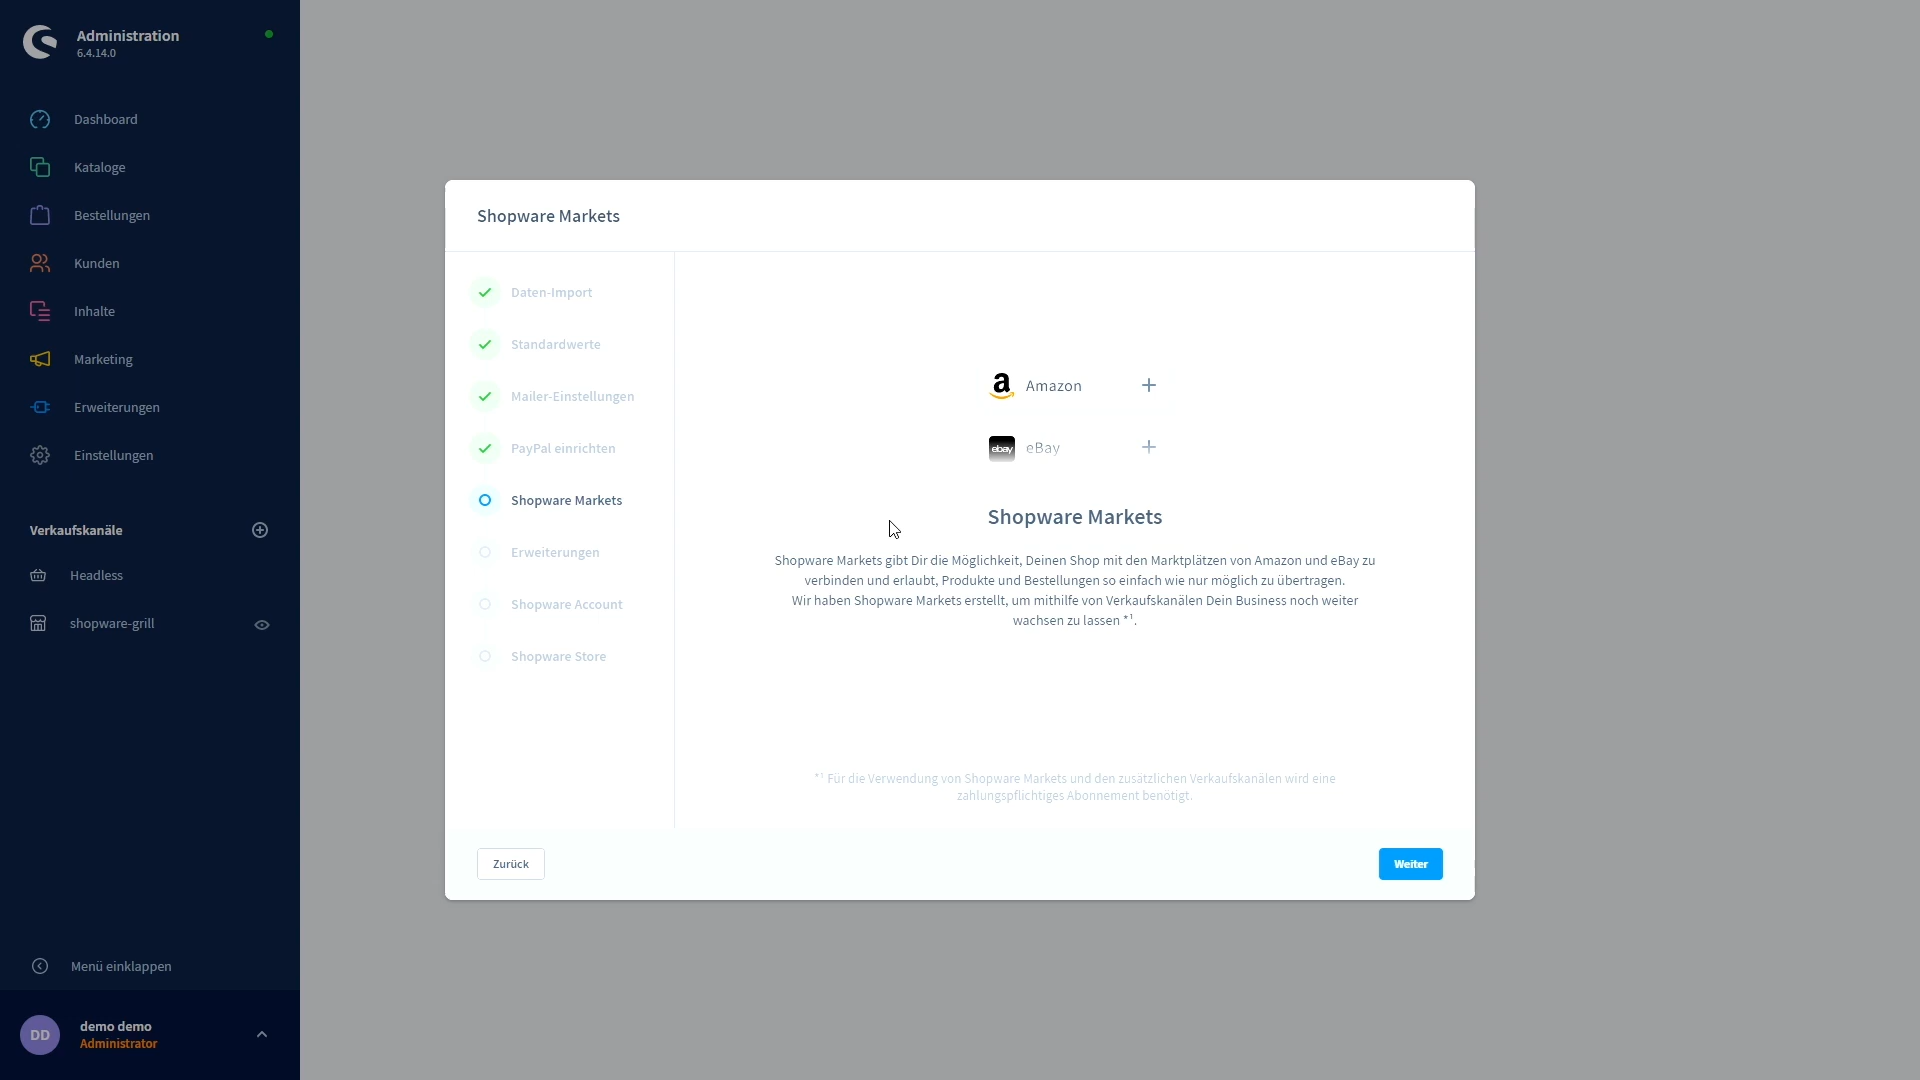 Administration
6.4.14.0
Dashboard
Kataloge
Bestellungen
Kunden
Inhalte
Marketing
Erweiterungen
Einstellungen
Verkaufskanäle
Headless
shopware-grill
Menü einklappen
DD
demo demo
Administrator
Shopware Markets
Daten-Import
Standardwerte
Mailer-Einstellungen
PayPal einrichten
Shopware Markets
Erweiterungen
Shopware Account
Shopware Store
a Amazon
ebay eBay
Shopware Markets
Shopware Markets gibt Dir die Möglichkeit, Deinen Shop mit den Marktplätzen von Amazon und eBay zu
verbinden und erlaubt, Produkte und Bestellungen so einfach wie nur möglich zu übertragen.
Wir haben Shopware Markets erstellt, um mithilfe von Verkaufskanälen Dein Business noch weiter
wachsen zu lassen *¹.
*¹ Für die Verwendung von Shopware Markets und den zusätzlichen Verkaufskanälen wird eine
zahlungspflichtiges Abonnement benötigt.
Zurück
Weiter